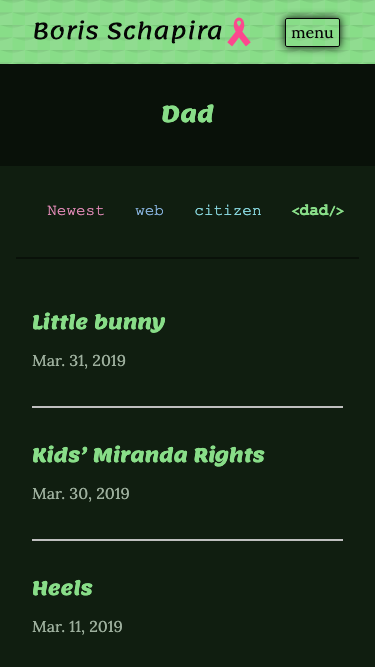 Boris Schapira
menu
Dad
Newest web citizen <dad/>
Little bunny
Mar. 31, 2019
Kids’ Miranda Rights
Mar. 30, 2019
Heels
Mar. 11, 2019